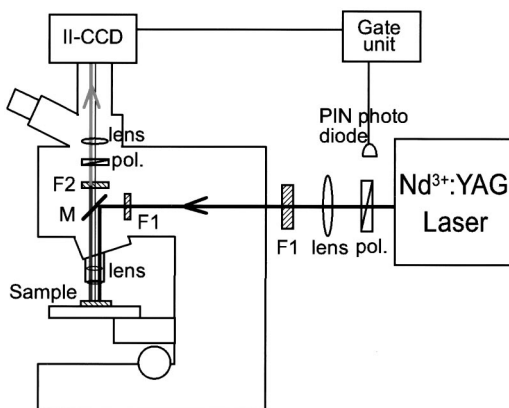 II-CCD
Gate
unit
PIN photo
diode
Nd³⁺:YAG
Laser
lens
pol.
F2
M
F1
F1
lens
pol.
lens
Sample